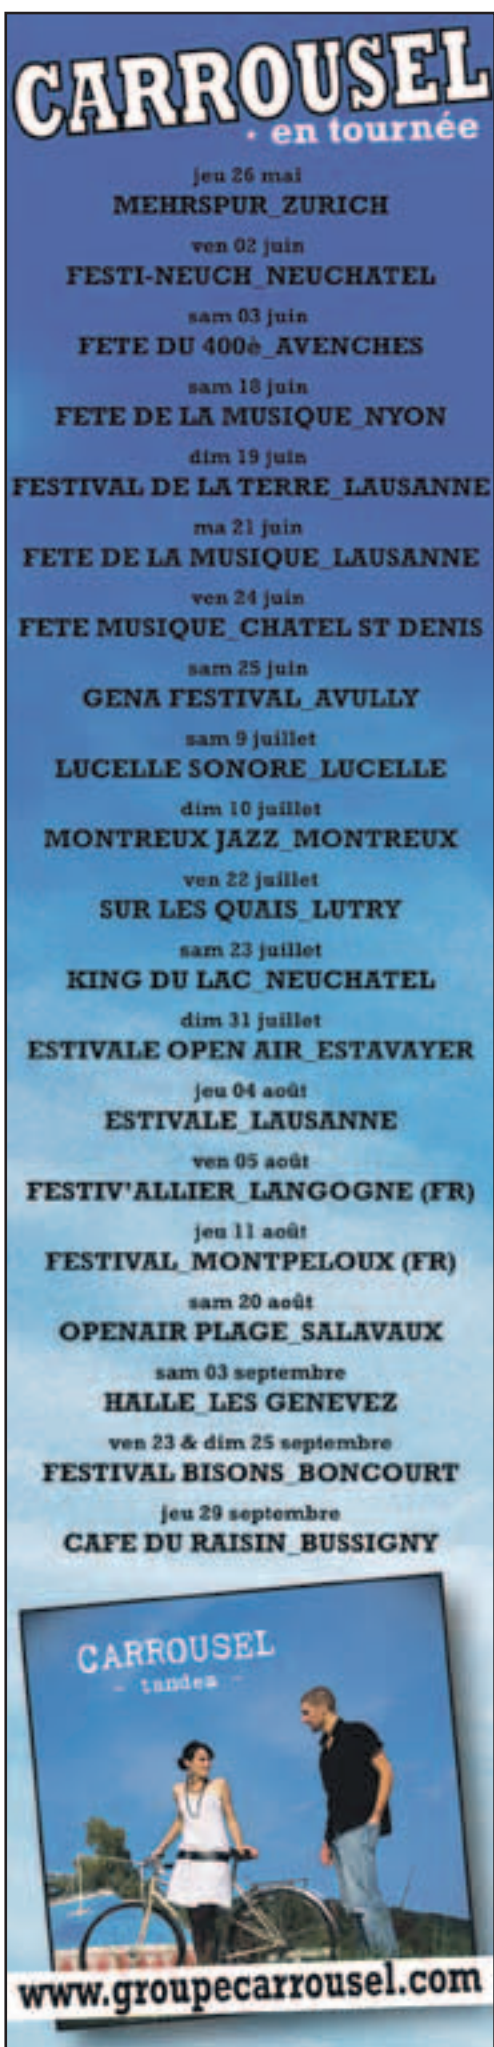 CARROUSEL
· en tournée
jeu 26 mai
MEHRSPUR_ZURICH
ven 02 juin
FESTI-NEUCH_NEUCHATEL
sam 03 juin
FETE DU 400è_AVENCHES
sam 18 juin
FETE DE LA MUSIQUE_NYON
dim 19 juin
FESTIVAL DE LA TERRE_LAUSANNE
ma 21 juin
FETE DE LA MUSIQUE_LAUSANNE
ven 24 juin
FETE MUSIQUE_CHATEL ST DENIS
sam 25 juin
GENA FESTIVAL_AVULLY
sam 9 juillet
LUCELLE SONORE_LUCELLE
dim 10 juillet
MONTREUX JAZZ_MONTREUX
ven 22 juillet
SUR LES QUAIS_LUTRY
sam 23 juillet
KING DU LAC_NEUCHATEL
dim 31 juillet
ESTIVALE OPEN AIR_ESTAVAYER
jeu 04 août
ESTIVALE_LAUSANNE
ven 05 août
FESTIV'ALLIER_LANGOGNE (FR)
jeu 11 août
FESTIVAL_MONTPELOUX (FR)
sam 20 août
OPENAIR PLAGE_SALAVAUX
sam 03 septembre
HALLE_LES GENEVEZ
ven 23 & dim 25 septembre
FESTIVAL BISONS_BONCOURT
jeu 29 septembre
CAFE DU RAISIN_BUSSIGNY
CARROUSEL
- tandem -
www.groupecarrousel.com